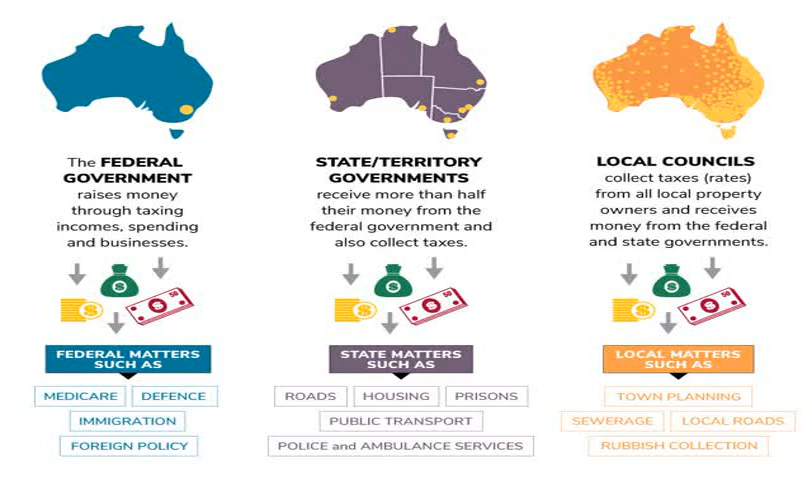 The FEDERAL
GOVERNMENT
raises money
through taxing
incomes, spending
and businesses.
$
$
$
50
FEDERAL MATTERS
SUCH AS
MEDICARE
DEFENCE
IMMIGRATION
FOREIGN POLICY
STATE/TERRITORY
GOVERNMENTS
receive more than half
their money from the
federal government and
also collect taxes.
$
$
$
50
STATE MATTERS
SUCH AS
ROADS
HOUSING
PRISONS
PUBLIC TRANSPORT
POLICE and AMBULANCE SERVICES
LOCAL COUNCILS
collect taxes (rates)
from all local property
owners and receives
money from the federal
and state governments.
$
$
$
50
LOCAL MATTERS
SUCH AS
TOWN PLANNING
SEWERAGE
LOCAL ROADS
RUBBISH COLLECTION